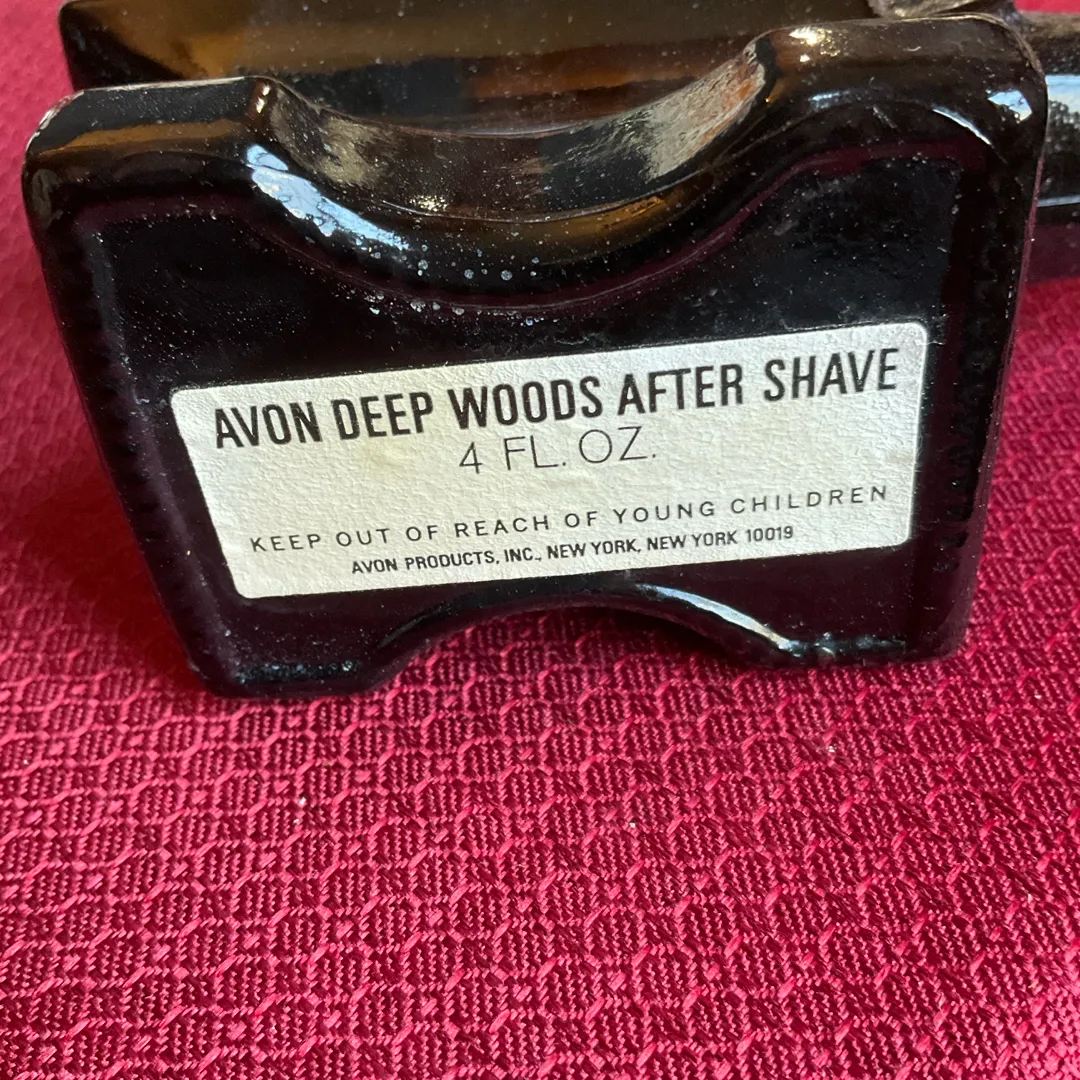 AVON DEEP WOODS AFTER SHAVE
4 FL. OZ.
KEEP OUT OF REACH OF YOUNG CHILDREN
AVON PRODUCTS, INC., NEW YORK, NEW YORK 10019